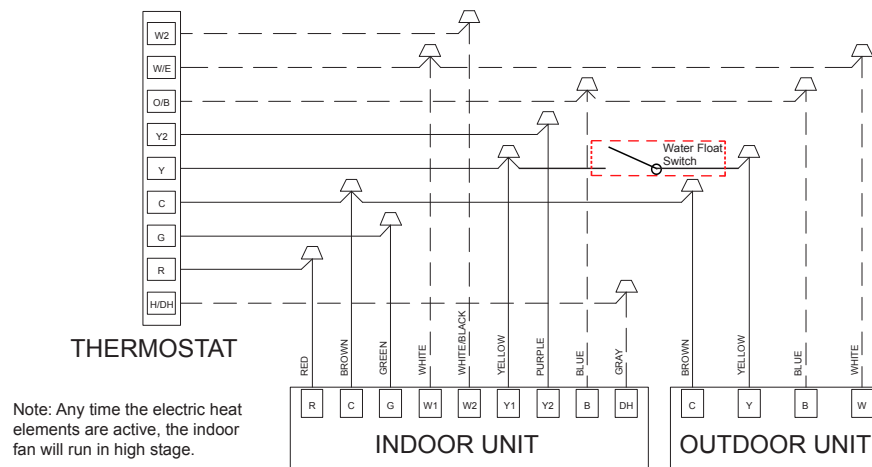 W2
W/E
O/B
Y2
Y
C
G
R
H/DH
THERMOSTAT
Water Float
Switch
RED
BROWN
GREEN
WHITE
WHITE/BLACK
YELLOW
PURPLE
BLUE
GRAY
BROWN
YELLOW
BLUE
WHITE
R
C
G
W1
W2
Y1
Y2
B
DH
C
Y
B
W
INDOOR UNIT
OUTDOOR UNIT
Note: Any time the electric heat
elements are active, the indoor
fan will run in high stage.